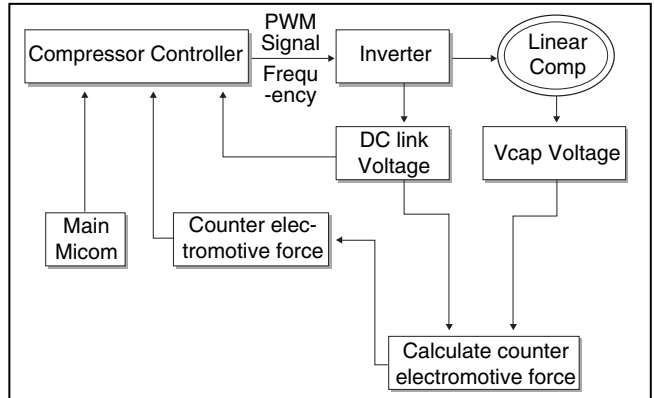 Compressor Controller
PWM
Signal
Frequ
-ency
Inverter
Linear
Comp
DC link
Voltage
Vcap Voltage
Main
Micom
Counter elec-
tromotive force
Calculate counter
electromotive force